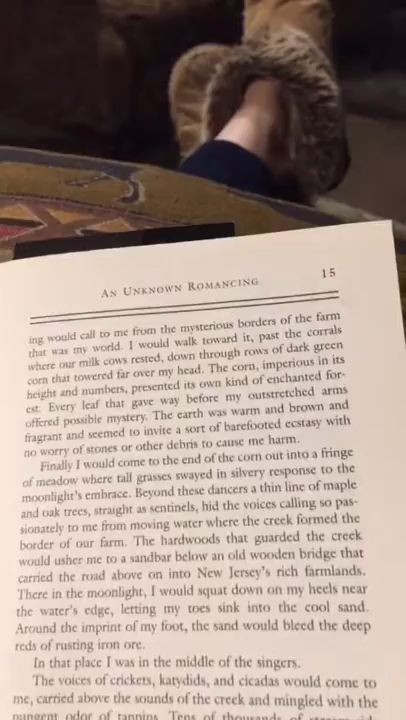 AN UNKNOWN ROMANCING 15
ing would call to me from the mysterious borders of the farm
that was my world. I would walk toward it, past the corrals
where our milk cows rested, down through rows of dark green
corn that towered far over my head. The corn, imperious in its
height and numbers, presented its own kind of enchanted for-
est. Every leaf that gave way before my outstretched arms
offered possible mystery. The earth was warm and brown and
fragrant and seemed to invite a sort of barefooted ecstasy with
no worry of stones or other debris to cause me harm.
Finally I would come to the end of the corn out into a fringe
of meadow where tall grasses swayed in silvery response to the
moonlight's embrace. Beyond these dancers a thin line of maple
and oak trees, straight as sentinels, hid the voices calling so pas-
sionately to me from moving water where the creek formed the
border of our farm. The hardwoods that guarded the creek
would usher me to a sandbar below an old wooden bridge that
carried the road above on into New Jersey's rich farmlands.
There in the moonlight, I would squat down on my heels near
the water's edge, letting my toes sink into the cool sand.
Around the imprint of my foot, the sand would bleed the deep
reds of rusting iron ore.
In that place I was in the middle of the singers.
The voices of crickets, katydids, and cicadas would come to
me, carried above the sounds of the creek and mingled with the
pungent odor of tannins. Tens of thousands of